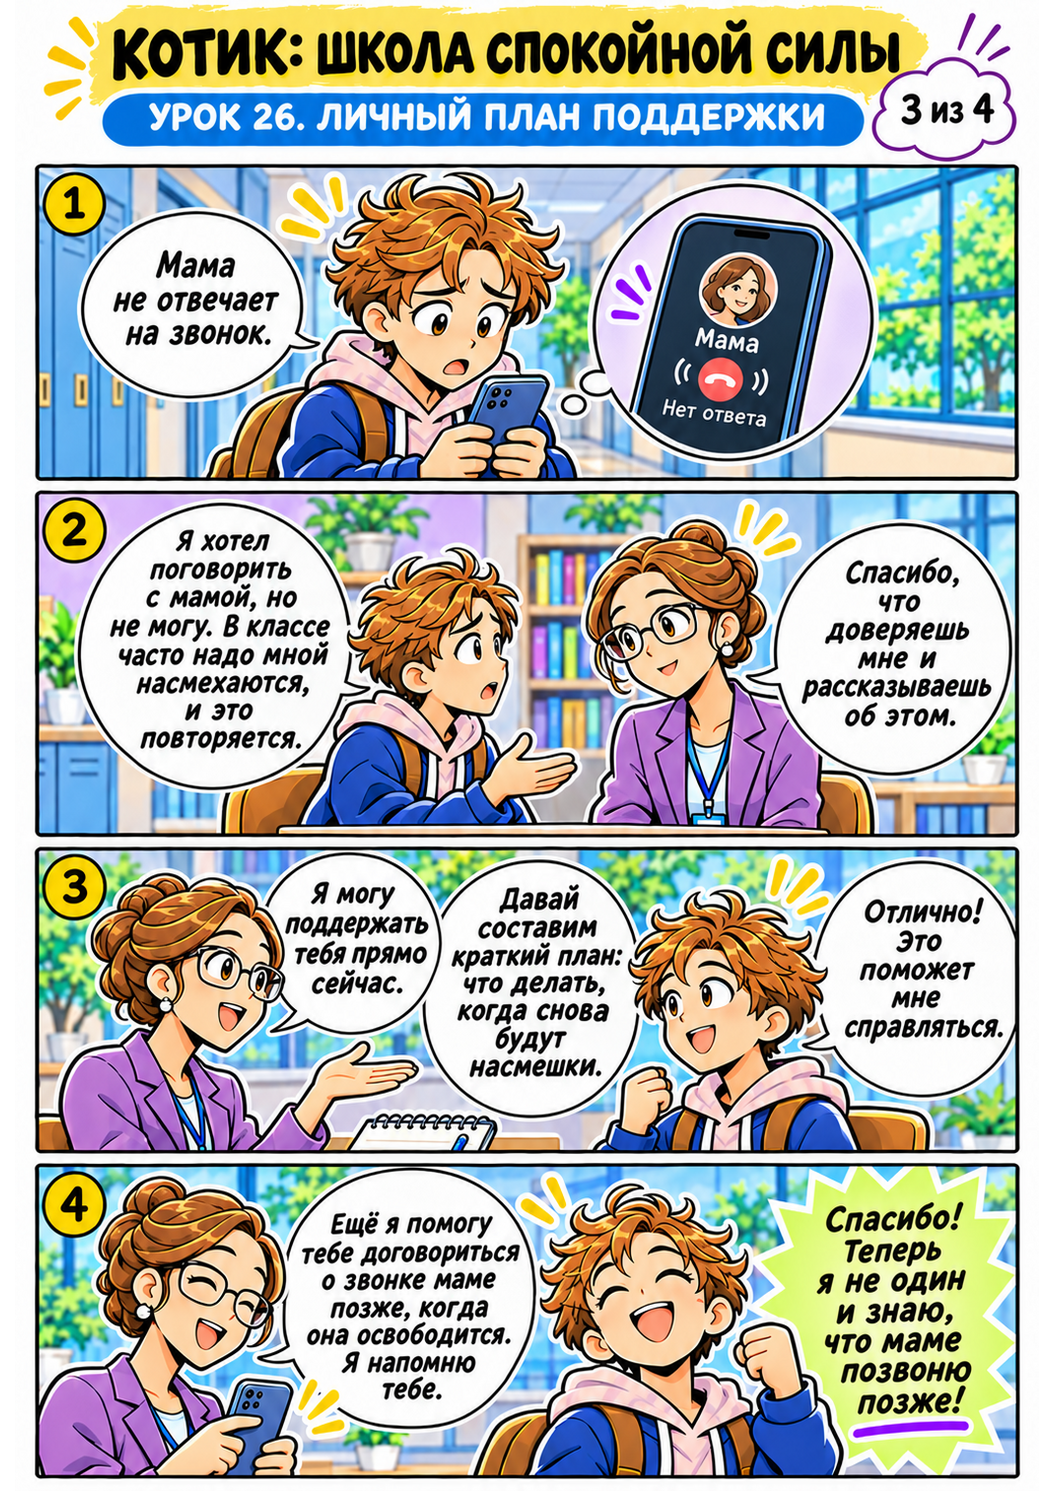 КОТИК: ШКОЛА СПОКОЙНОЙ СИЛЫ
УРОК 26. ЛИЧНЫЙ ПЛАН ПОДДЕРЖКИ
3 из 4
1
Мама
не отвечает
на звонок.
Мама
Нет ответа
2
Я хотел
поговорить
с мамой, но
не могу. В классе
часто надо мной
насмехаются,
и это
повторяется.
Спасибо,
что
доверяешь
мне и
рассказываешь
об этом.
3
Я могу
поддержать
тебя прямо
сейчас.
Давай
составим
краткий план:
что делать,
когда снова
будут
насмешки.
Отлично!
Это
поможет
мне
справляться.
4
Ещё я помогу
тебе договориться
о звонке маме
позже, когда
она освободится.
Я напомню
тебе.
Спасибо!
Теперь
я не один
и знаю,
что маме
позвоню
позже!